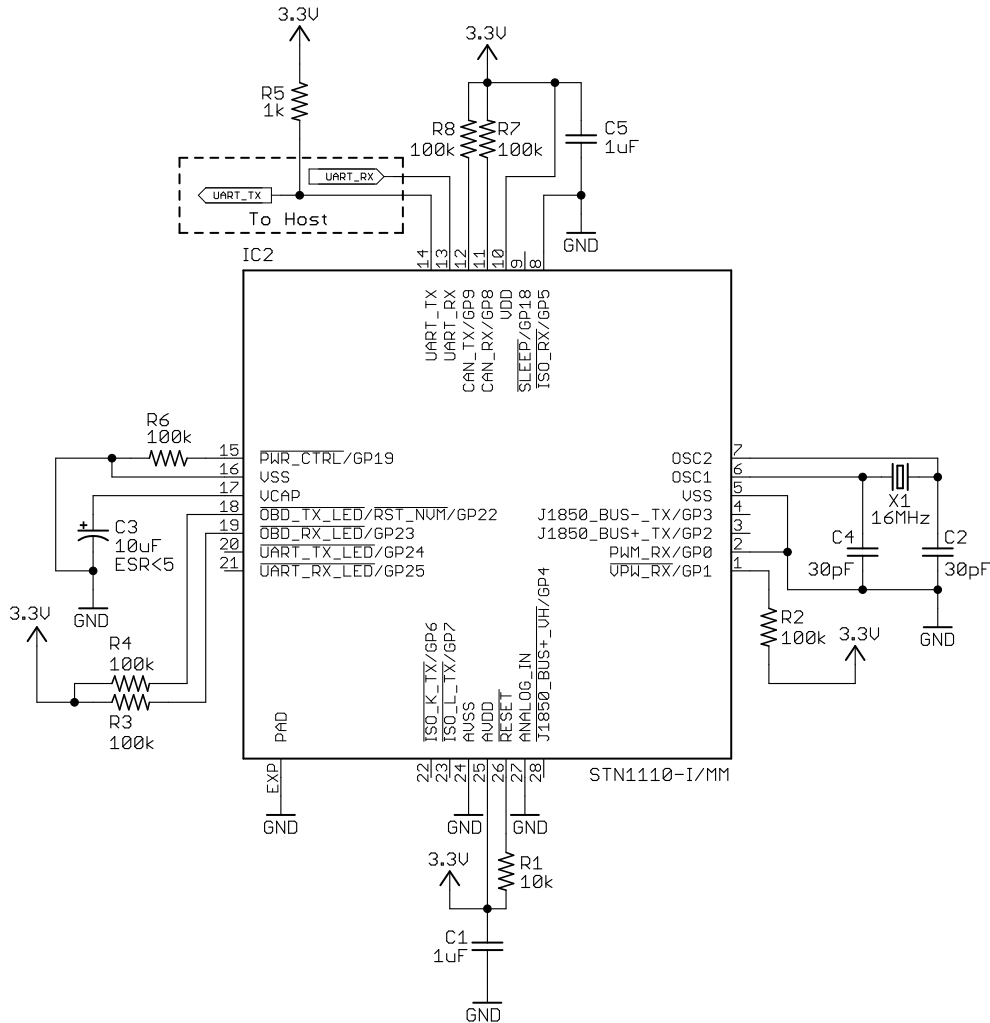 3.3V
3.3V
R5
1k
R8
100k
R7
100k
C5
1uF
UART_RX
UART_TX
To Host
GND
IC2
14
13
12
11
10
9
8
UART_TX
UART_RX
CAN_TX/GP9
CAN_RX/GP8
VDD
SLEEP/GP18
ISO_RX/GP5
R6
100k
15
PWR_CTRL/GP19
16
VSS
17
VCAP
18
OBD_TX_LED/RST_NVM/GP22
19
OBD_RX_LED/GP23
20
UART_TX_LED/GP24
21
UART_RX_LED/GP25
OSC2
7
OSC1
6
VSS
5
J1850_BUS-_TX/GP3
4
J1850_BUS+_TX/GP2
3
PWM_RX/GP0
2
VPW_RX/GP1
1
X1
16MHz
C4
30pF
C2
30pF
GND
C3
10uF
ESR<5
GND
3.3V
R4
100k
R3
100k
R2
100k
3.3V
PAD
ISO_K_TX/GP6
ISO_L_TX/GP7
AVSS
AVDD
RESET
ANALOG_IN
J1850_BUS+_VH/GP4
EXP
22
23
24
25
26
27
28
STN1110-I/MM
GND
GND
GND
3.3V
R1
10k
C1
1uF
GND